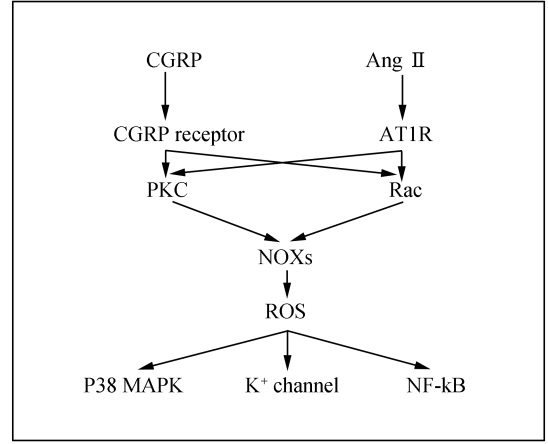 CGRP Ang Ⅱ
CGRP receptor AT1R
PKC Rac
NOXs
ROS
P38 MAPK K⁺ channel NF-kB